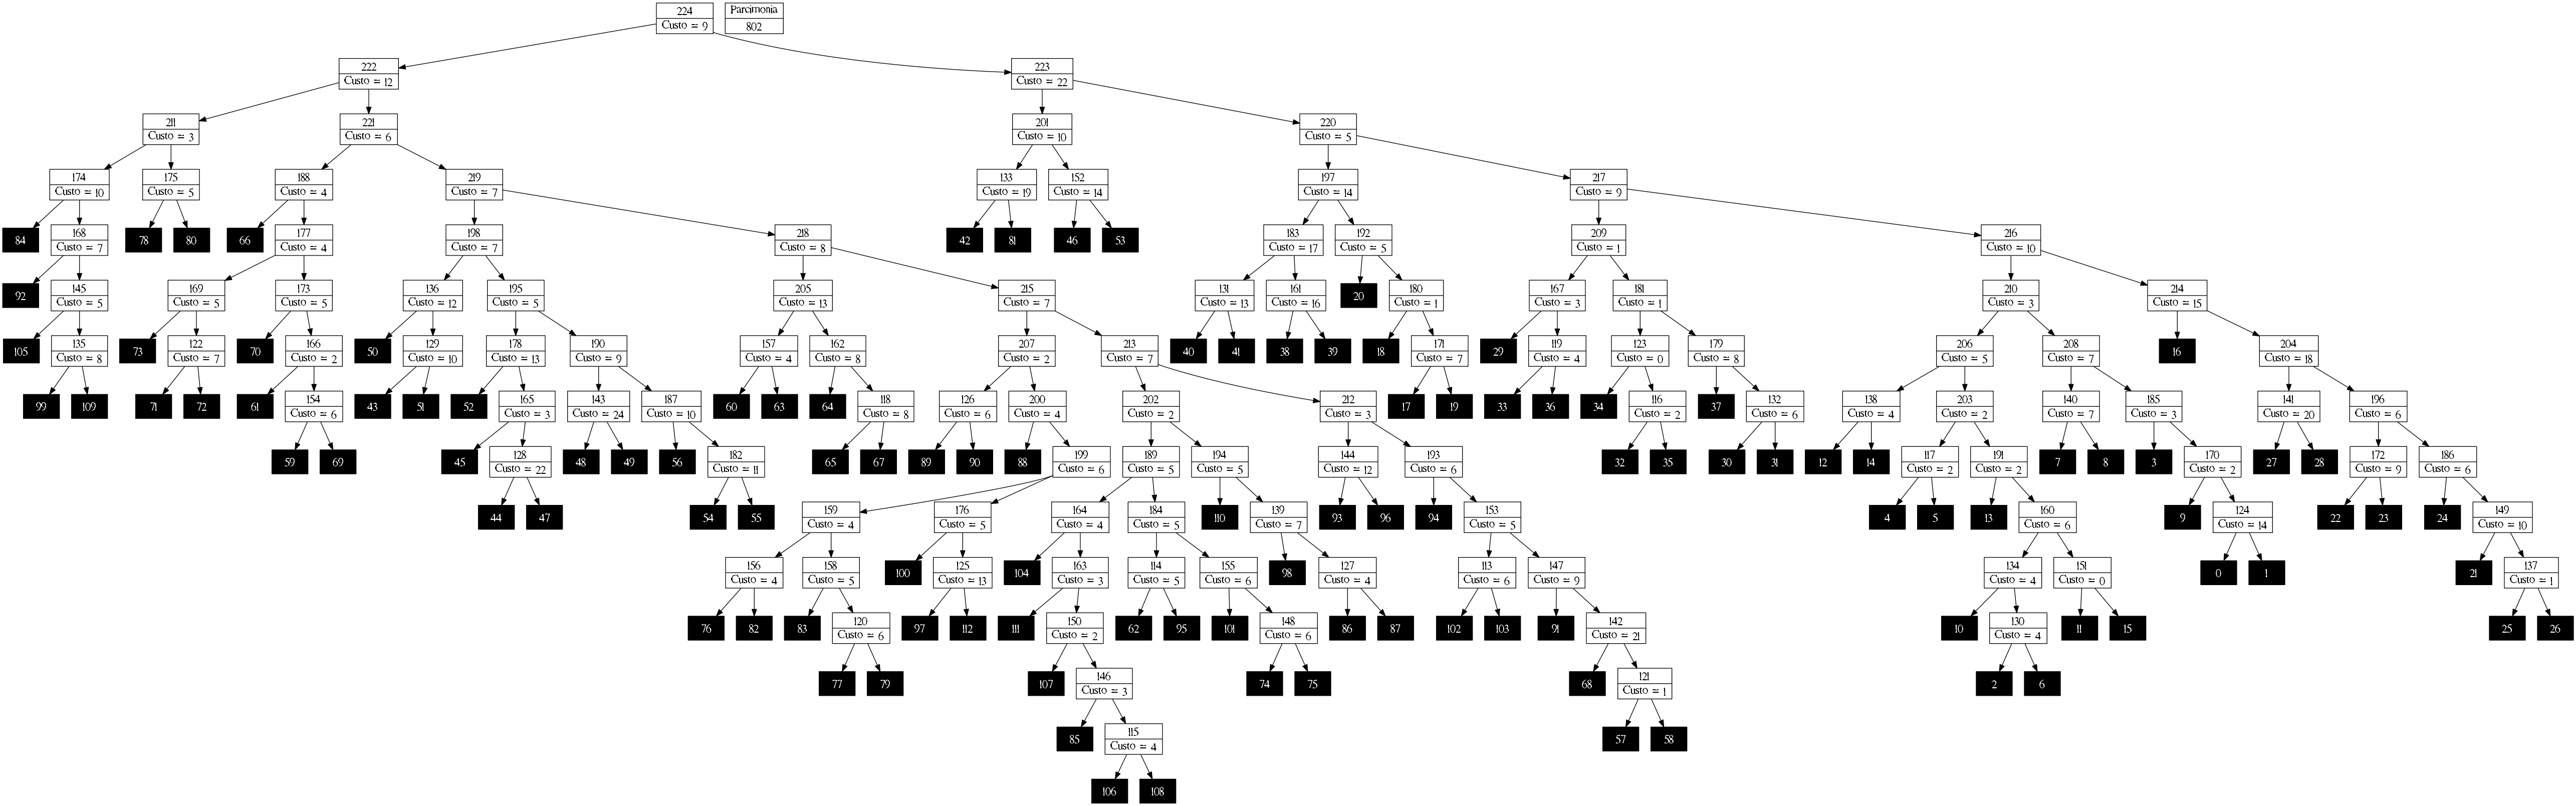 224
Custo = 9
Parcimonia
802
222
Custo = 12
223
Custo = 22
211
Custo = 3
221
Custo = 6
201
Custo = 10
220
Custo = 5
174
Custo = 10
175
Custo = 5
188
Custo = 4
219
Custo = 7
133
Custo = 19
152
Custo = 14
197
Custo = 14
217
Custo = 9
84
168
Custo = 7
78
80
66
177
Custo = 4
198
Custo = 7
218
Custo = 8
42
81
46
53
183
Custo = 17
192
Custo = 5
209
Custo = 1
216
Custo = 10
92
145
Custo = 5
169
Custo = 5
173
Custo = 5
136
Custo = 12
195
Custo = 5
205
Custo = 13
215
Custo = 7
131
Custo = 13
161
Custo = 16
20
180
Custo = 1
167
Custo = 3
181
Custo = 1
210
Custo = 3
214
Custo = 15
105
135
Custo = 8
73
122
Custo = 7
70
166
Custo = 2
50
129
Custo = 10
178
Custo = 13
190
Custo = 9
157
Custo = 4
162
Custo = 8
207
Custo = 2
213
Custo = 7
40
41
38
39
18
171
Custo = 7
29
119
Custo = 4
123
Custo = 0
179
Custo = 8
206
Custo = 5
208
Custo = 7
16
204
Custo = 18
99
109
71
72
61
154
Custo = 6
43
51
52
165
Custo = 3
143
Custo = 24
187
Custo = 10
60
63
64
118
Custo = 8
126
Custo = 6
200
Custo = 4
202
Custo = 2
212
Custo = 3
17
19
33
36
34
116
Custo = 2
37
132
Custo = 6
138
Custo = 4
203
Custo = 2
140
Custo = 7
185
Custo = 3
141
Custo = 20
196
Custo = 6
59
69
45
128
Custo = 22
48
49
56
182
Custo = 11
65
67
89
90
88
199
Custo = 6
189
Custo = 5
194
Custo = 5
144
Custo = 12
193
Custo = 6
32
35
30
31
12
14
117
Custo = 2
191
Custo = 2
7
8
3
170
Custo = 2
27
28
172
Custo = 9
186
Custo = 6
44
47
54
55
159
Custo = 4
176
Custo = 5
164
Custo = 4
184
Custo = 5
110
139
Custo = 7
93
96
94
153
Custo = 5
4
5
13
160
Custo = 6
9
124
Custo = 14
22
23
24
149
Custo = 10
156
Custo = 4
158
Custo = 5
100
125
Custo = 13
104
163
Custo = 3
114
Custo = 5
155
Custo = 6
98
127
Custo = 4
113
Custo = 6
147
Custo = 9
134
Custo = 4
151
Custo = 0
0
1
21
137
Custo = 1
76
82
83
120
Custo = 6
97
112
111
150
Custo = 2
62
95
101
148
Custo = 6
86
87
102
103
91
142
Custo = 21
10
130
Custo = 4
11
15
25
26
77
79
107
146
Custo = 3
74
75
68
121
Custo = 1
2
6
85
115
Custo = 4
57
58
106
108